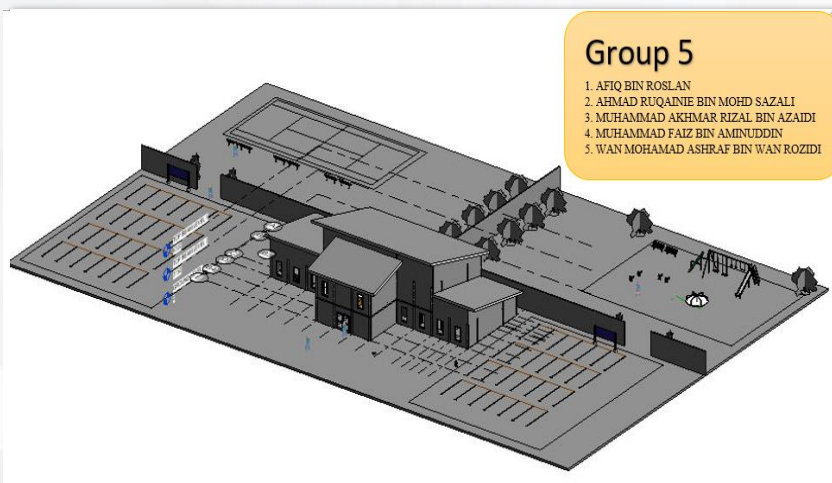 Group 5
1. AFIQ BIN ROSLAN
2. AHMAD RUQAINIE BIN MOHD SAZALI
3. MUHAMMAD AKHMAR RIZAL BIN AZAIDI
4. MUHAMMAD FAIZ BIN AMINUDDIN
5. WAN MOHAMAD ASHRAF BIN WAN ROZIDI